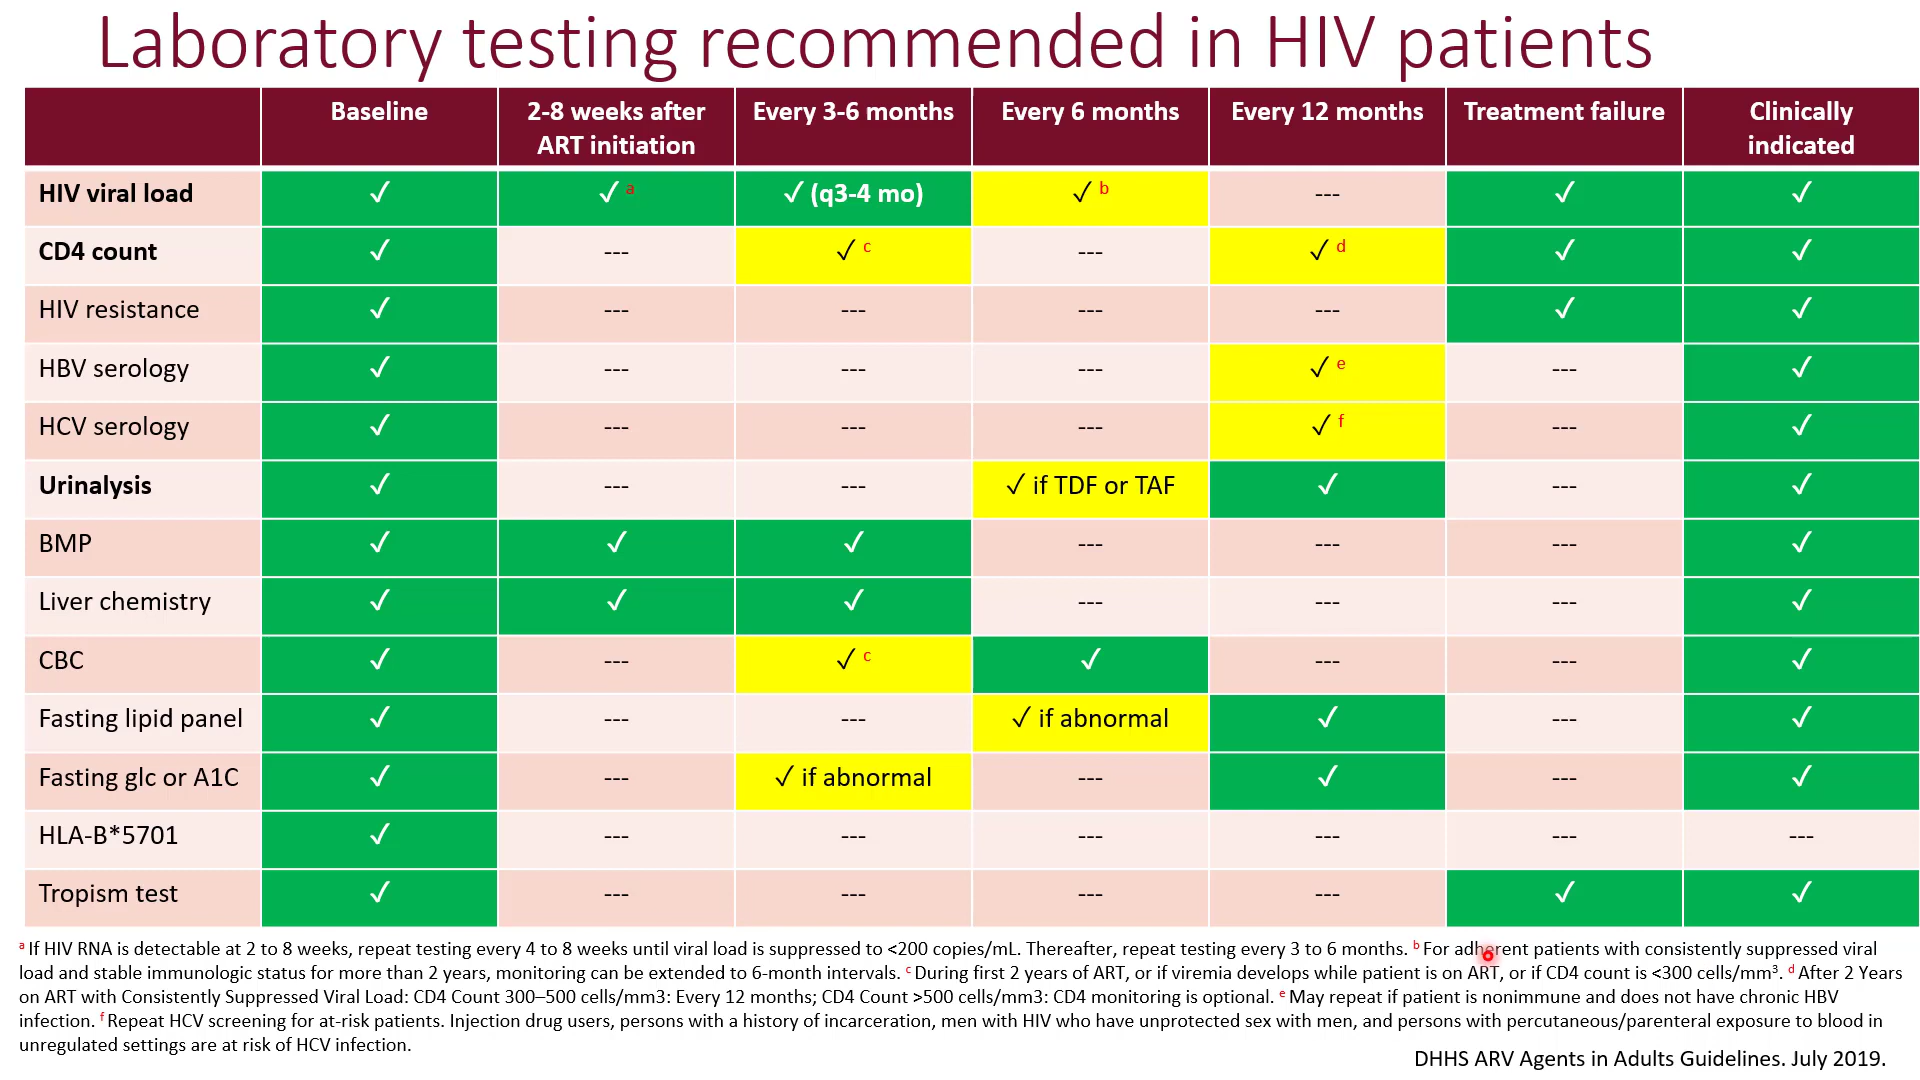 Laboratory testing recommended in HIV patients
Baseline 2-8 weeks after ART initiation Every 3-6 months Every 6 months Every 12 months Treatment failure Clinically indicated
HIV viral load ✓ ✓ a ✓ (q3-4 mo) ✓ b --- ✓ ✓
CD4 count ✓ --- ✓ c --- ✓ d ✓ ✓
HIV resistance ✓ --- --- --- --- ✓ ✓
HBV serology ✓ --- --- --- ✓ e --- ✓
HCV serology ✓ --- --- --- ✓ f --- ✓
Urinalysis ✓ --- --- ✓ if TDF or TAF ✓ --- ✓
BMP ✓ ✓ ✓ --- --- --- ✓
Liver chemistry ✓ ✓ ✓ --- --- --- ✓
CBC ✓ --- ✓ c ✓ --- --- ✓
Fasting lipid panel ✓ --- --- ✓ if abnormal ✓ --- ✓
Fasting glc or A1C ✓ --- ✓ if abnormal --- ✓ --- ✓
HLA-B*5701 ✓ --- --- --- --- --- ---
Tropism test ✓ --- --- --- --- ✓ ✓
a If HIV RNA is detectable at 2 to 8 weeks, repeat testing every 4 to 8 weeks until viral load is suppressed to <200 copies/mL. Thereafter, repeat testing every 3 to 6 months. b For adherent patients with consistently suppressed viral
load and stable immunologic status for more than 2 years, monitoring can be extended to 6-month intervals. c During first 2 years of ART, or if viremia develops while patient is on ART, or if CD4 count is <300 cells/mm³. d After 2 Years
on ART with Consistently Suppressed Viral Load: CD4 Count 300–500 cells/mm3: Every 12 months; CD4 Count >500 cells/mm3: CD4 monitoring is optional. e May repeat if patient is nonimmune and does not have chronic HBV
infection. f Repeat HCV screening for at-risk patients. Injection drug users, persons with a history of incarceration, men with HIV who have unprotected sex with men, and persons with percutaneous/parenteral exposure to blood in
unregulated settings are at risk of HCV infection.
DHHS ARV Agents in Adults Guidelines. July 2019.